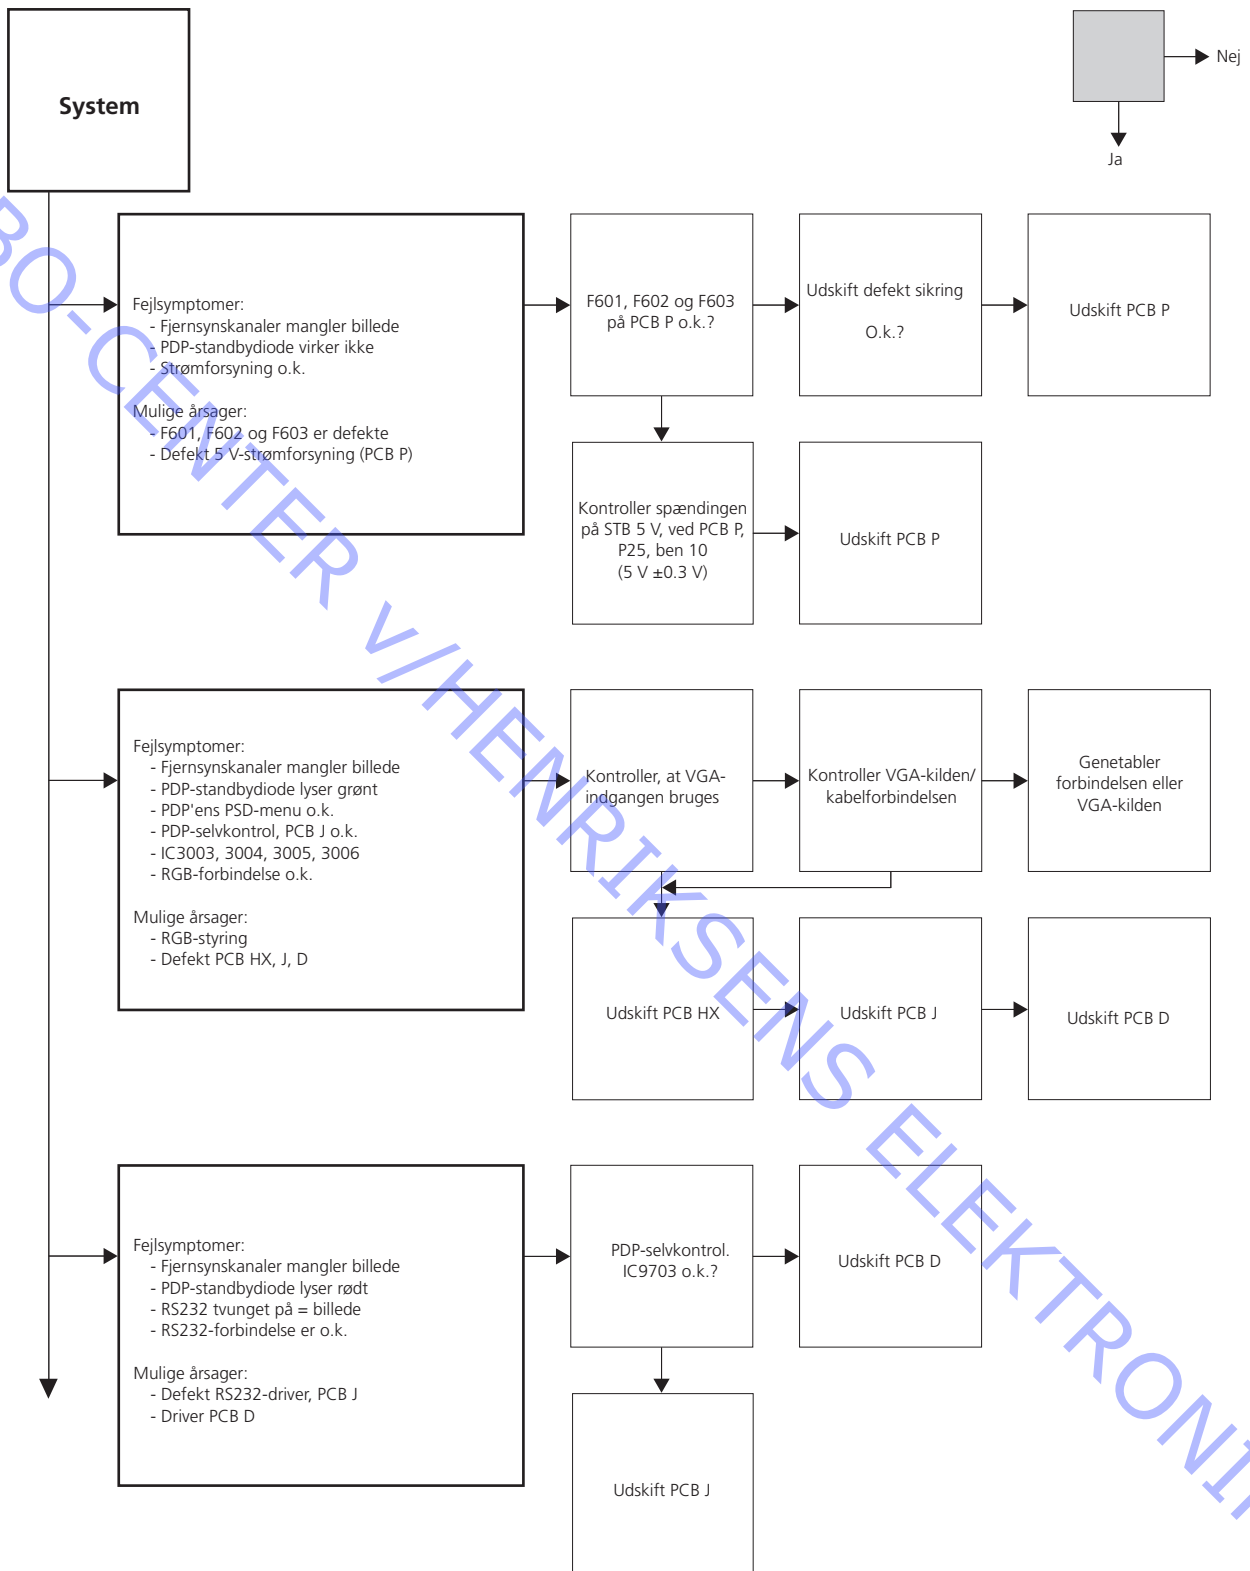 System
Nej
Ja
Fejlsymptomer:
- Fjernsynskanaler mangler billede
- PDP-standbydiode virker ikke
- Strømforsyning o.k.
Mulige årsager:
- F601, F602 og F603 er defekte
- Defekt 5 V-strømforsyning (PCB P)
F601, F602 og F603
på PCB P o.k.?
Udskift defekt sikring
O.k.?
Udskift PCB P
Kontroller spændingen
på STB 5 V, ved PCB P,
P25, ben 10
(5 V ±0.3 V)
Udskift PCB P
Fejlsymptomer:
- Fjernsynskanaler mangler billede
- PDP-standbydiode lyser grønt
- PDP'ens PSD-menu o.k.
- PDP-selvkontrol, PCB J o.k.
- IC3003, 3004, 3005, 3006
- RGB-forbindelse o.k.
Mulige årsager:
- RGB-styring
- Defekt PCB HX, J, D
Kontroller, at VGA-
indgangen bruges
Kontroller VGA-kilden/
kabelforbindelsen
Genetabler
forbindelsen eller
VGA-kilden
Udskift PCB HX
Udskift PCB J
Udskift PCB D
Fejlsymptomer:
- Fjernsynskanaler mangler billede
- PDP-standbydiode lyser rødt
- RS232 tvunget på = billede
- RS232-forbindelse er o.k.
Mulige årsager:
- Defekt RS232-driver, PCB J
- Driver PCB D
PDP-selvkontrol.
IC9703 o.k.?
Udskift PCB D
Udskift PCB J
BO-CENTER v/HENRIKSENS ELEKTRONIK